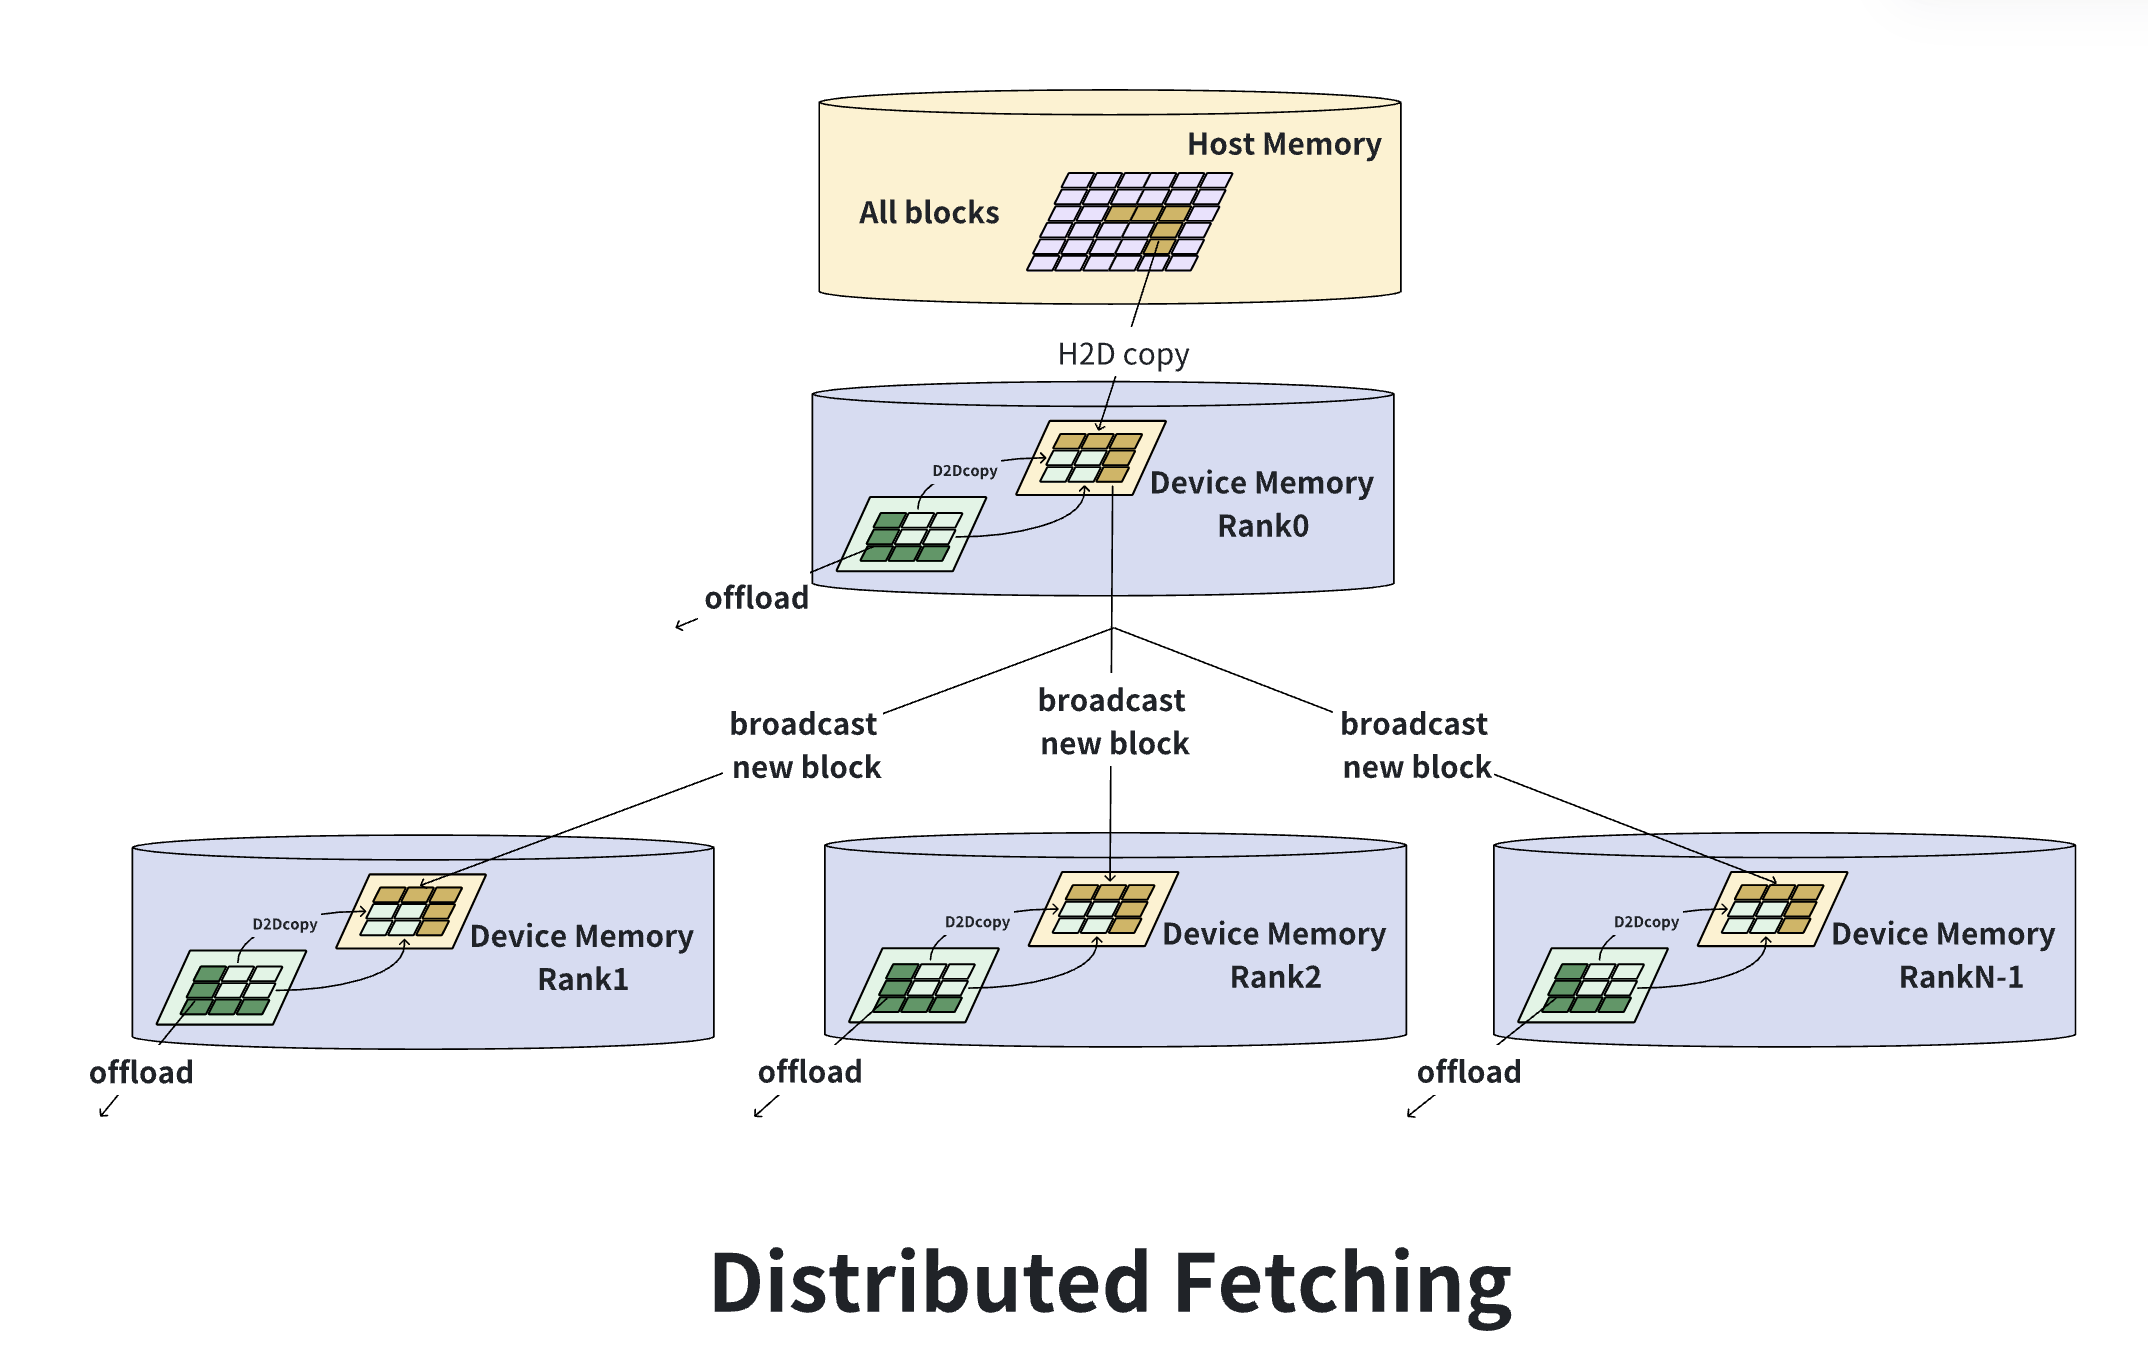 Host Memory
All blocks
H2D copy
D2Dcopy
Device Memory
Rank0
offload
broadcast
new block
broadcast
new block
broadcast
new block
D2Dcopy
Device Memory
Rank1
offload
D2Dcopy
Device Memory
Rank2
offload
D2Dcopy
Device Memory
RankN-1
offload
Distributed Fetching